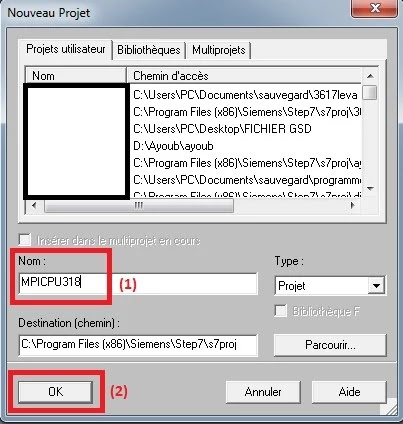 Nouveau Projet
Projets utilisateur Bibliothèques Multiprojets
Nom Chemin d'accès
C:\Users\PC\Documents\sauvegard\3617leva
C:\Program Files (x86)\Siemens\Step7\s7proj\3
C:\Users\PC\Desktop\FICHIER GSD
D:\Ayoub\ayoub
C:\Program Files (x86)\Siemens\Step7\s7proj\ay
C:\Users\PC\Documents\sauvegard\programm
C:\Program Files (x86)\Siemens\Step7\s7proj\di
Insérer dans le multiprojet en cours
Nom : Type :
MPICPU318 (1) Projet
Bibliothèque F
Destination (chemin) :
C:\Program Files (x86)\Siemens\Step7\s7proj Parcourir...
OK (2) Annuler Aide